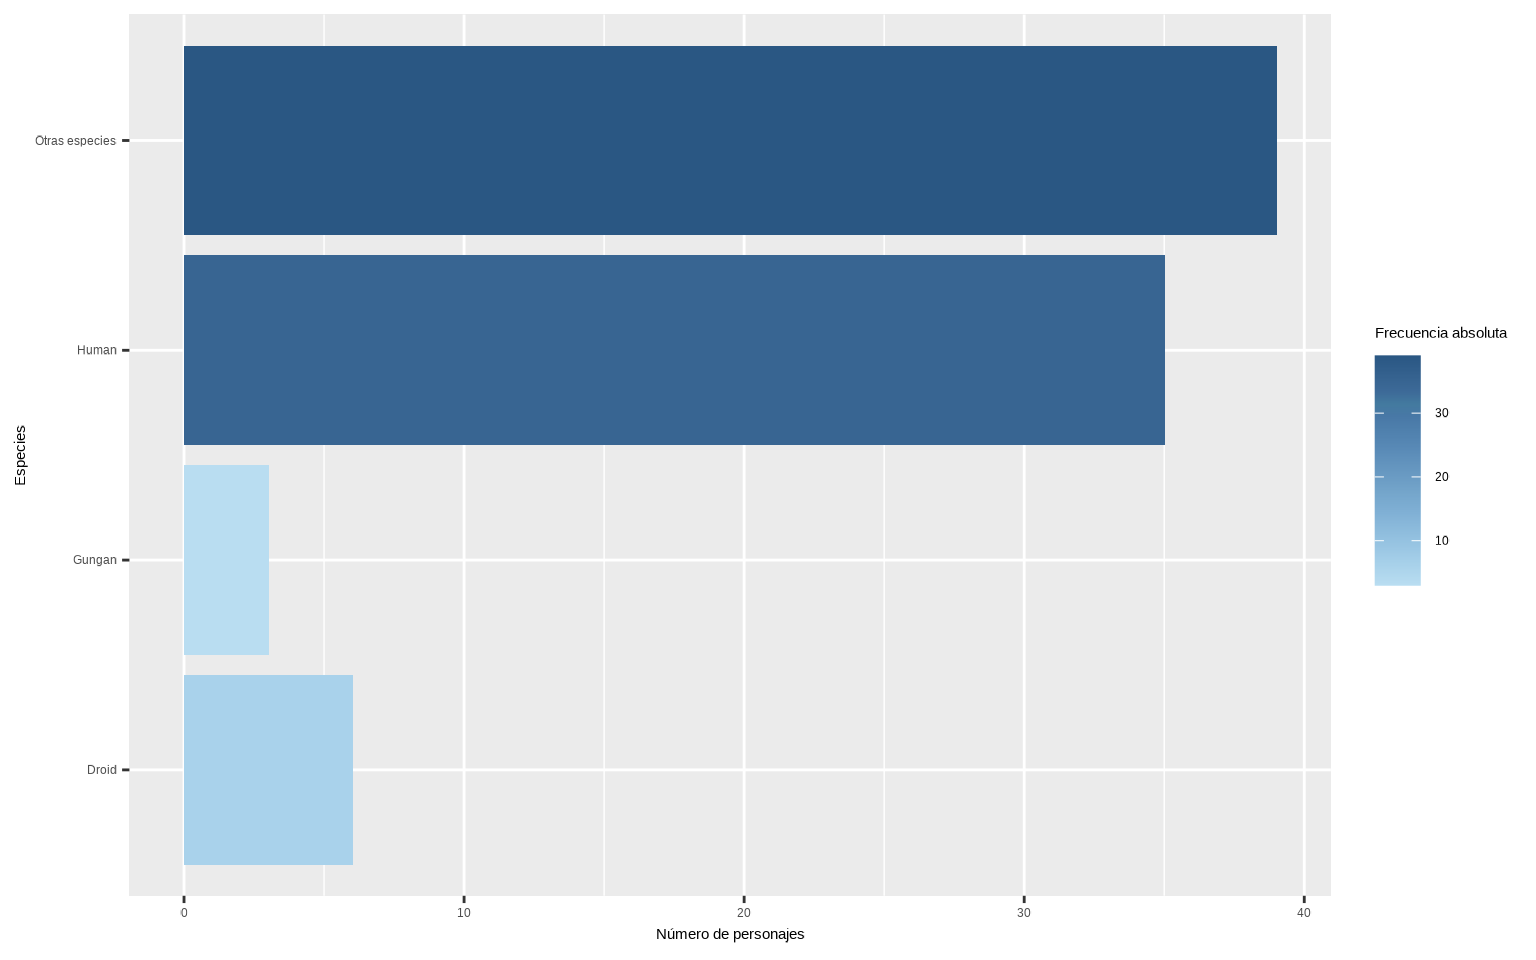 Otras especies
Human
Gungan
Droid
Especies
0
10
20
30
40
Número de personajes
Frecuencia absoluta
30
20
10